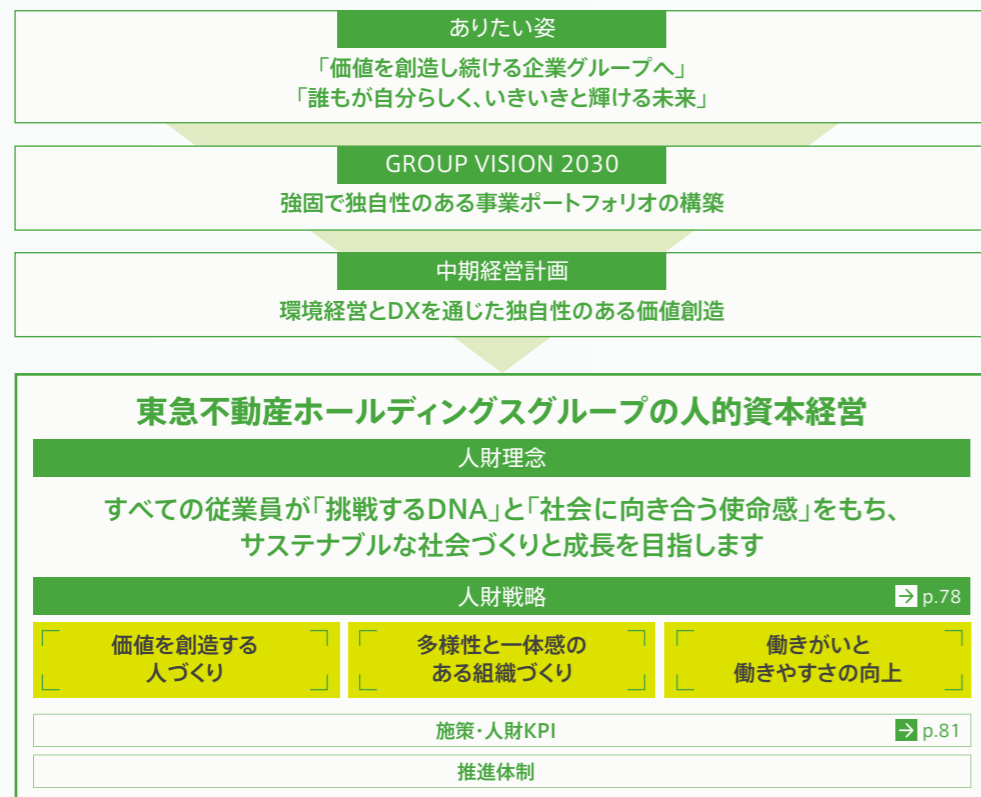 ありたい姿
「価値を創造し続ける企業グループへ」
「誰もが自分らしく、いきいきと輝ける未来」
GROUP VISION 2030
強固で独自性のある事業ポートフォリオの構築
中期経営計画
環境経営とDXを通じた独自性のある価値創造
東急不動産ホールディングスグループの人的資本経営
人財理念
すべての従業員が「挑戦するDNA」と「社会に向き合う使命感」をもち、
サステナブルな社会づくりと成長を目指します
人財戦略 → p.78
価値を創造する
人づくり
多様性と一体感の
ある組織づくり
働きがいと
働きやすさの向上
施策・人財KPI → p.81
推進体制